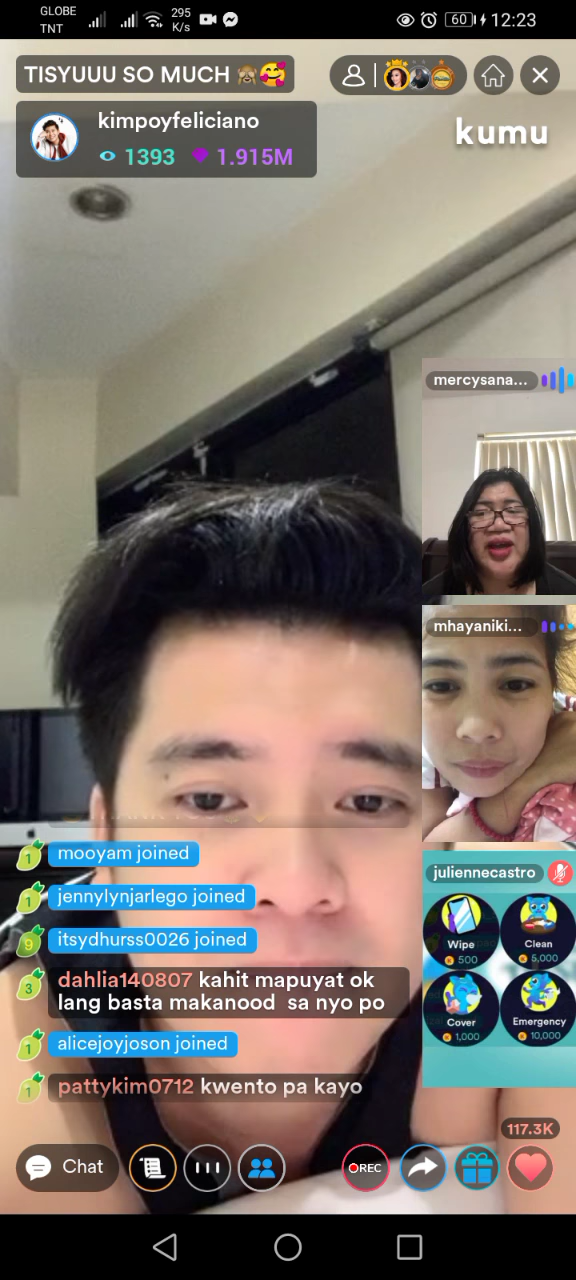 GLOBE
TNT
295
K/s
60
12:23
TISYUUU SO MUCH 🙈🥰
kimpoyfeliciano
1393
1.915M
kumu
mercysana...
mhayaniki...
juliennecastro
Wipe
500
Clean
5,000
Cover
1,000
Emergency
10,000
1 mooyam joined
1 jennylynjarlego joined
9 itsydhurss0026 joined
3 dahlia140807 kahit mapuyat ok
lang basta makanood sa nyo po
1 alicejoyjoson joined
1 pattykim0712 kwento pa kayo
117.3K
Chat
REC